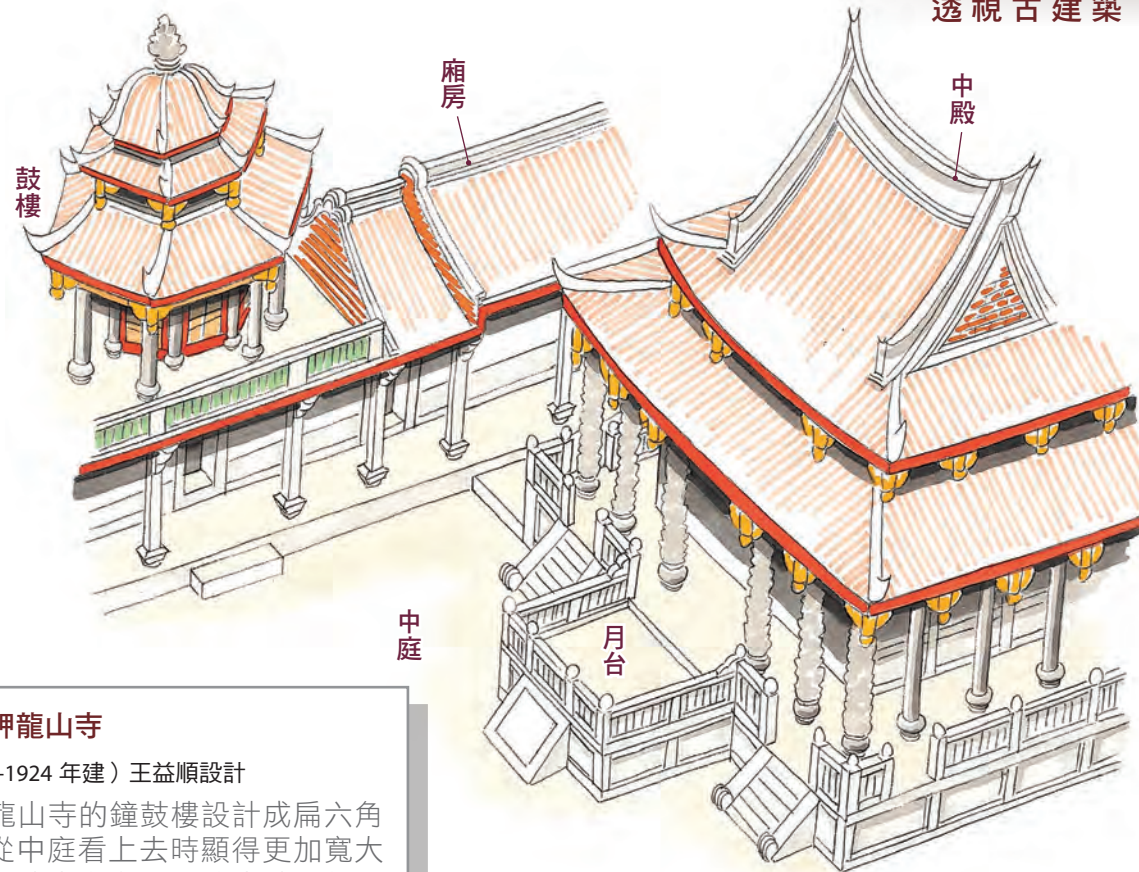 透視古建築
廂房
中殿
鼓樓
中庭
月台
舺龍山寺
-1924 年建）王益順設計
龍山寺的鐘鼓樓設計成扁六角
從中庭看上去時顯得更加寬大